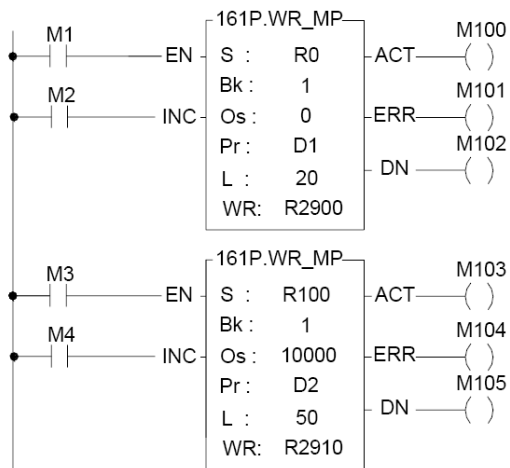 161P.WR_MP
M1
EN
S : R0
ACT
M100
Bk : 1
M2
INC
Os : 0
ERR
M101
Pr : D1
DN
M102
L : 20
WR: R2900
161P.WR_MP
M3
EN
S : R100
ACT
M103
Bk : 1
M4
INC
Os : 10000
ERR
M104
Pr : D2
DN
M105
L : 50
WR: R2910